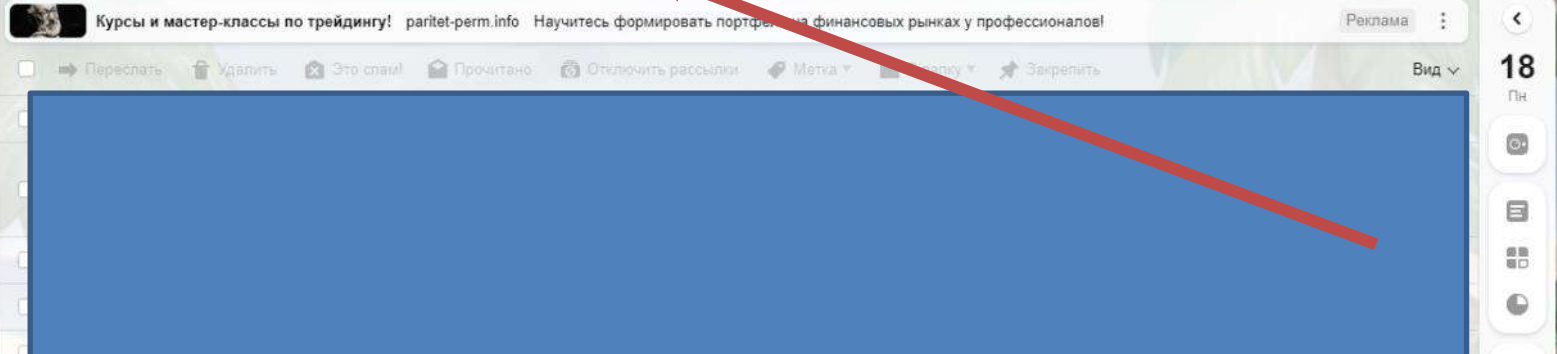 Курсы и мастер-классы по трейдингу! paritet-perm.info Научитесь формировать на финансовых рынках у профессионалов! Реклама
Переслать Удалить Это спам! Прочитано Отключить рассылки Метка Закрепить Вид
18
Пн